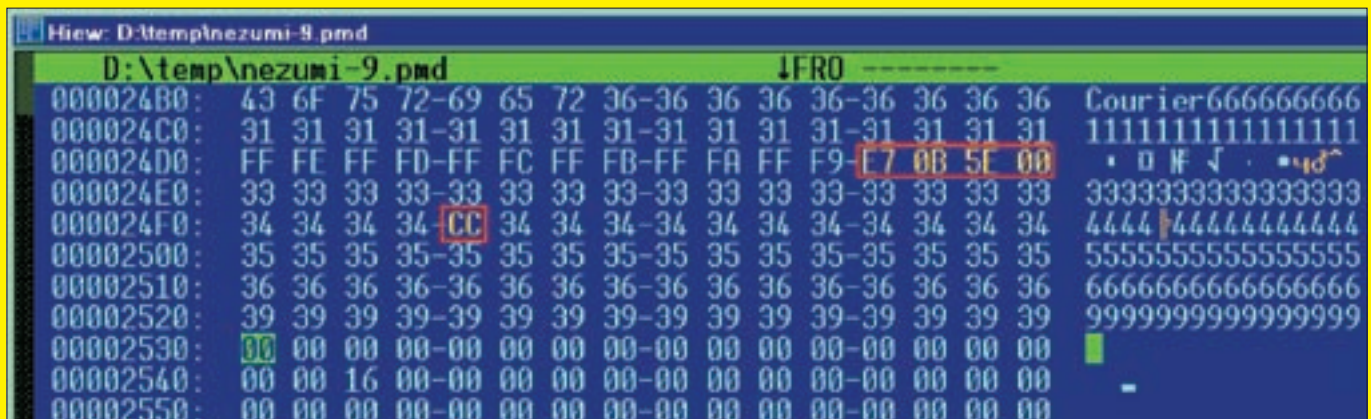 Hiew: D:\temp\nezumi-9.pmd
D:\temp\nezumi-9.pmd ↓FRO --------
000024B0: 43 6F 75 72-69 65 72 36-36 36 36 36-36 36 36 36 Courier666666666
000024C0: 31 31 31 31-31 31 31 31-31 31 31 31-31 31 31 31 1111111111111111
000024D0: FF FE FF FD-FF FC FF FB-FF FA FF F9-E7 0B 5E 00
000024E0: 33 33 33 33-33 33 33 33-33 33 33 33-33 33 33 33 3333333333333333
000024F0: 34 34 34 34-CC 34 34 34-34 34 34 34-34 34 34 34 4444╠44444444444
00002500: 35 35 35 35-35 35 35 35-35 35 35 35-35 35 35 35 5555555555555555
00002510: 36 36 36 36-36 36 36 36-36 36 36 36-36 36 36 36 6666666666666666
00002520: 39 39 39 39-39 39 39 39-39 39 39 39-39 39 39 39 9999999999999999
00002530: 00 00 00 00-00 00 00 00-00 00 00 00-00 00 00 00
00002540: 00 00 16 00-00 00 00 00-00 00 00 00-00 00 00 00 ▬
00002550: 00 00 00 00-00 00 00 00-00 00 00 00-00 00 00 00